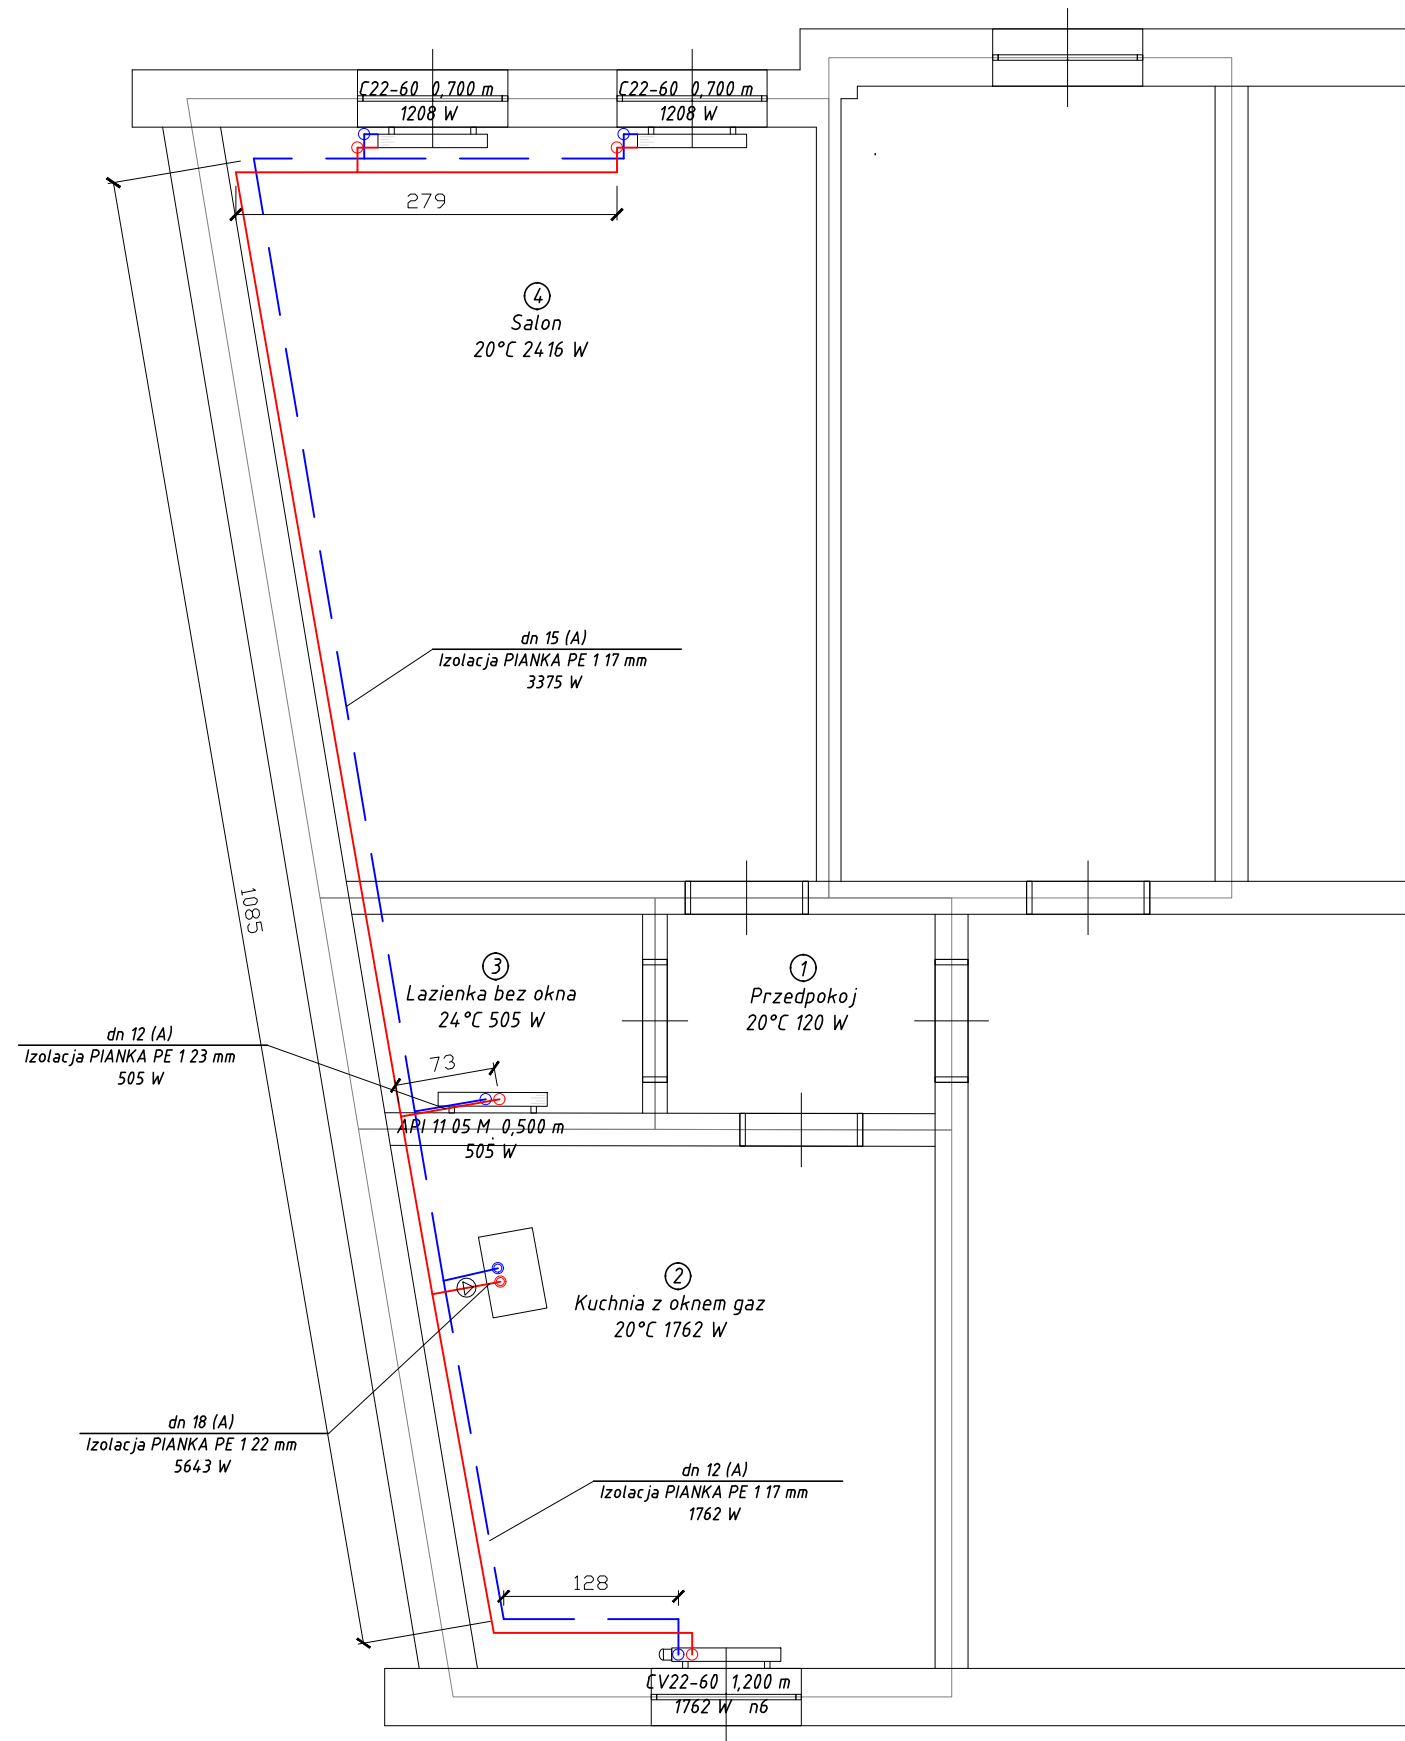 C22-60 0,700 m
1208 W
C22-60 0,700 m
1208 W
279
4
Salon
20°C 2416 W
dn 15 (A)
Izolacja PIANKA PE 1 17 mm
3375 W
1085
3
Lazienka bez okna
24°C 505 W
1
Przedpokoj
20°C 120 W
dn 12 (A)
Izolacja PIANKA PE 1 23 mm
505 W
73
API 11 05 M 0,500 m
505 W
2
Kuchnia z oknem gaz
20°C 1762 W
dn 18 (A)
Izolacja PIANKA PE 1 22 mm
5643 W
dn 12 (A)
Izolacja PIANKA PE 1 17 mm
1762 W
128
CV22-60 1,200 m
1762 W n6